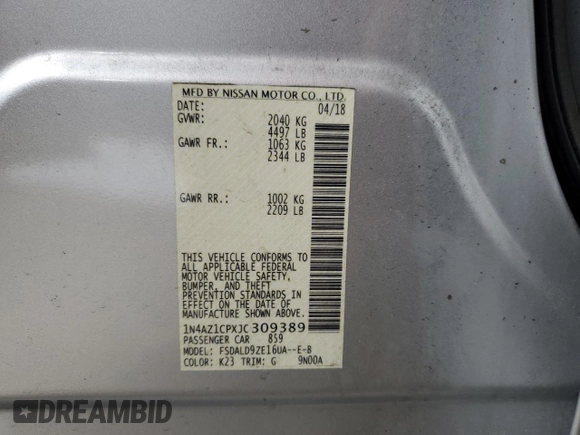 MFD BY NISSAN MOTOR CO., LTD.
DATE: 04/18
GVWR: 2040 KG
4497 LB
GAWR FR.: 1063 KG
2344 LB
GAWR RR.: 1002 KG
2209 LB
THIS VEHICLE CONFORMS TO
ALL APPLICABLE FEDERAL
MOTOR VEHICLE SAFETY,
BUMPER, AND THEFT
PREVENTION STANDARDS IN
EFFECT ON THE DATE OF
MANUFACTURE SHOWN ABOVE.
1N4AZ1CPXJC309389
PASSENGER CAR 859
MODEL: FSDALD9ZE16UA--E-B
COLOR: K23 TRIM: G 9N00A
DREAMBID